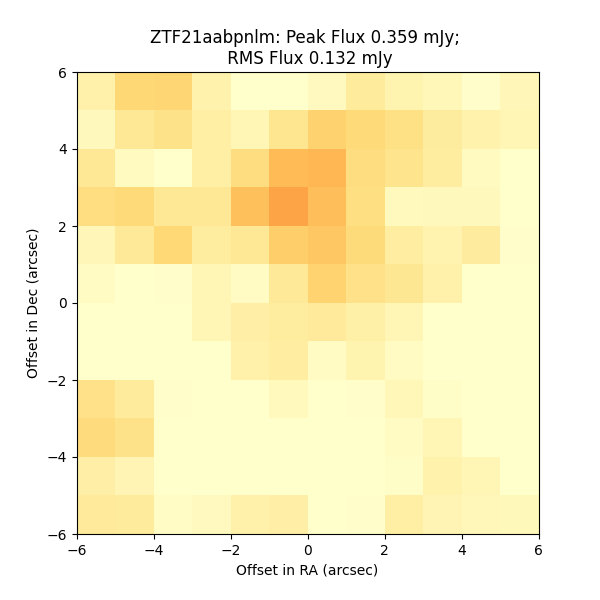 ZTF21aabpnlm: Peak Flux 0.359 mJy;
RMS Flux 0.132 mJy
6
4
2
0
−2
−4
−6
Offset in Dec (arcsec)
−6 −4 −2 0 2 4 6
Offset in RA (arcsec)